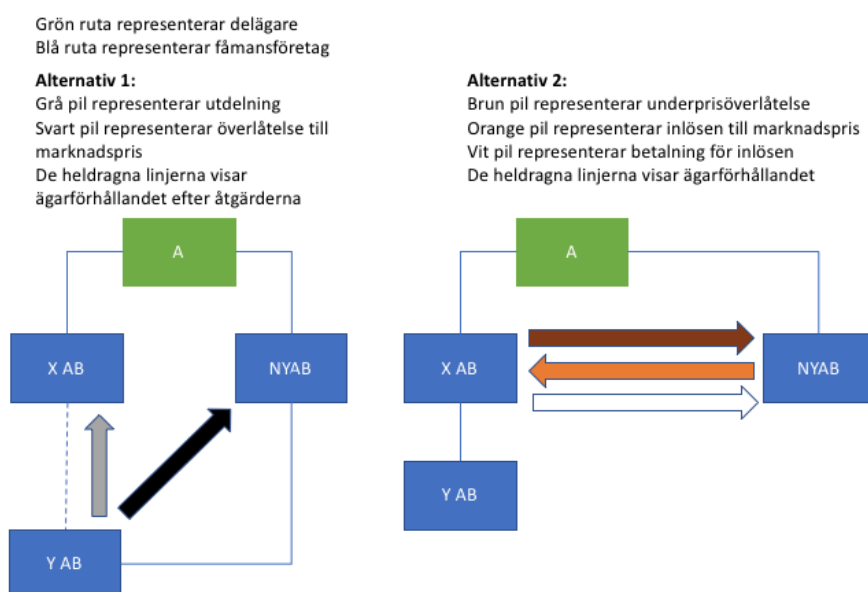 Grön ruta representerar delägare
Blå ruta representerar fåmansföretag
Alternativ 1:
Grå pil representerar utdelning
Svart pil representerar överlåtelse till
marknadspris
De heldragna linjerna visar
ägarförhållandet efter åtgärderna
Alternativ 2:
Brun pil representerar underprisöverlåtelse
Orange pil representerar inlösen till marknadspris
Vit pil representerar betalning för inlösen
De heldragna linjerna visar ägarförhållandet
A
X AB
NYAB
Y AB
A
X AB
NYAB
Y AB